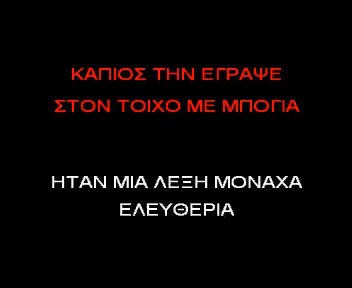 ΚΑΠΙΟΣ ΤΗΝ ΕΓΡΑΨΕ
ΣΤΟΝ ΤΟΙΧΟ ΜΕ ΜΠΟΓΙΑ
ΗΤΑΝ ΜΙΑ ΛΕΞΗ ΜΟΝΑΧΑ
ΕΛΕΥΘΕΡΙΑ